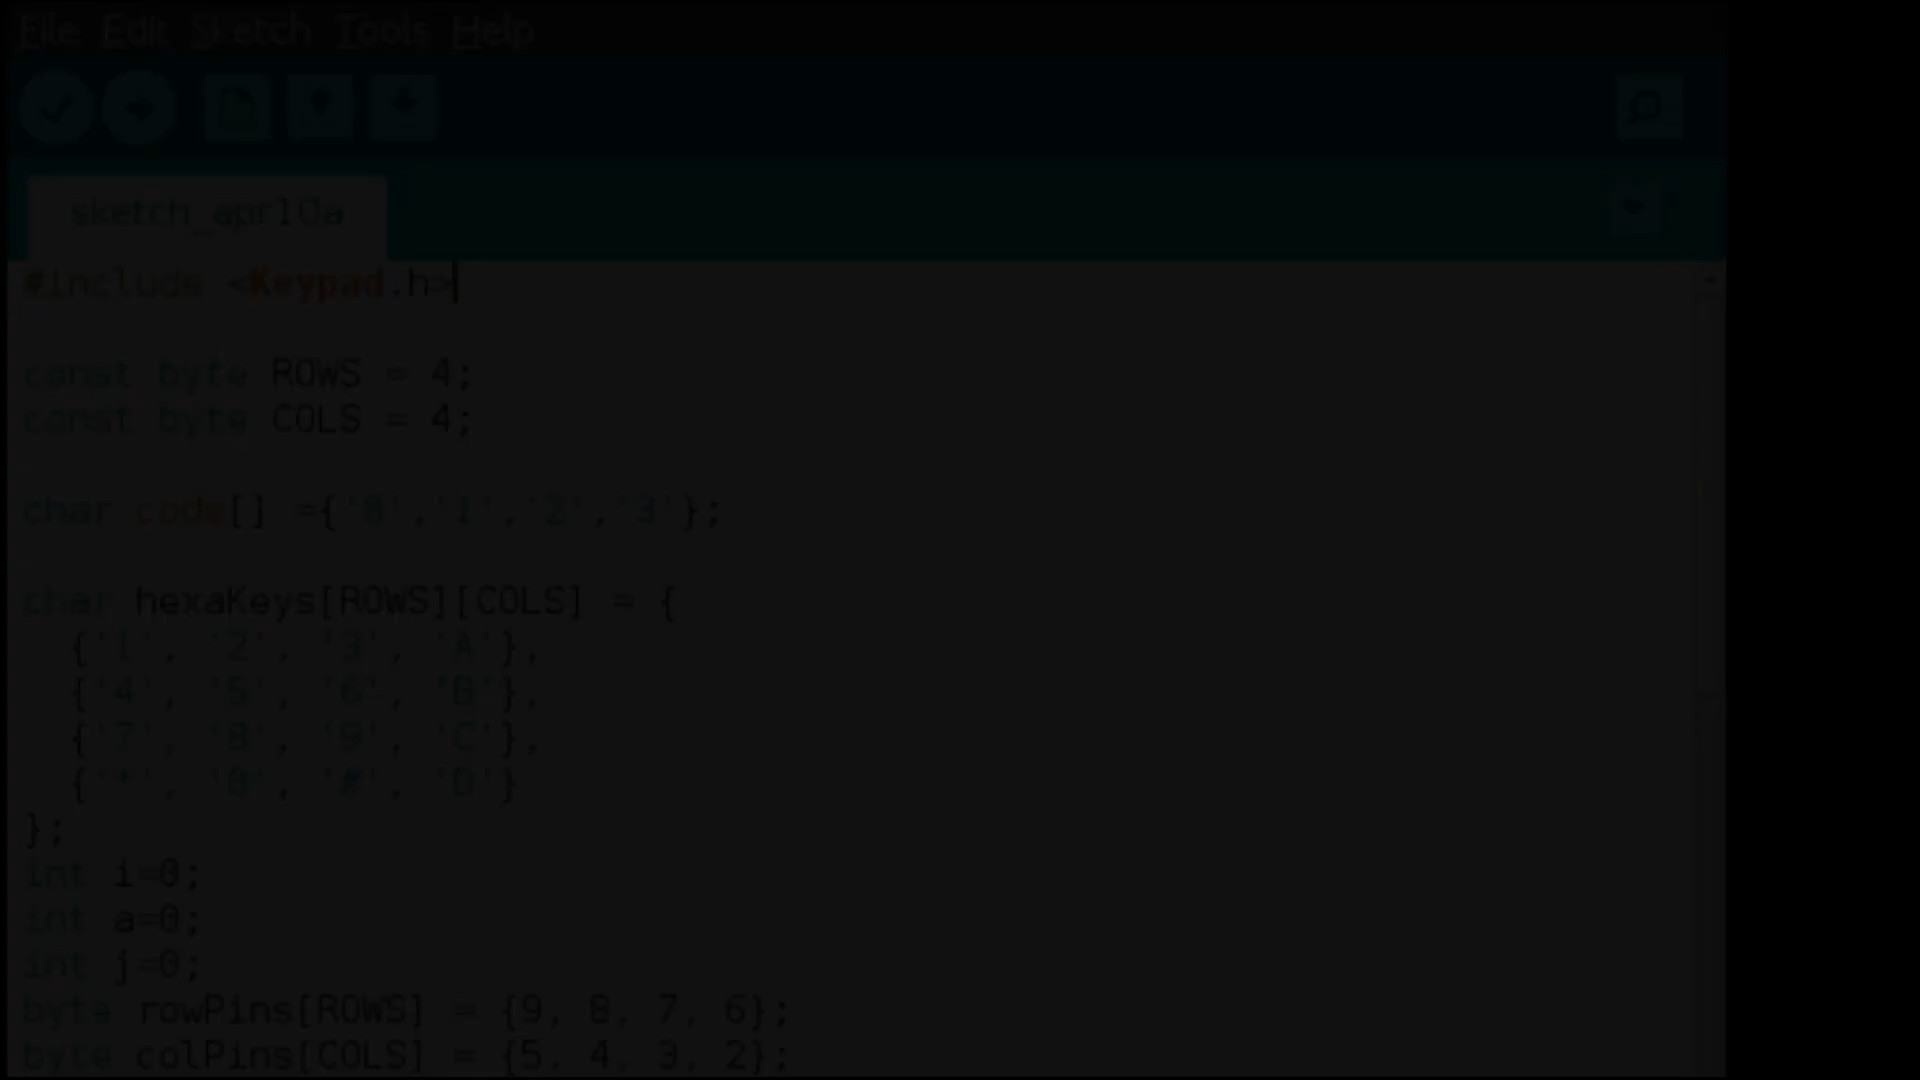 File Edit Sketch Tools Help
sketch_apr10a
#include <Keypad.h>
const byte ROWS = 4;
const byte COLS = 4;
char code[] ={'0','1','2','3'};
char hexaKeys[ROWS][COLS] = {
{'1', '2', '3', 'A'},
{'4', '5', '6', 'B'},
{'7', '8', '9', 'C'},
{'*', '0', '#', 'D'}
};
int i=0;
int a=0;
int j=0;
byte rowPins[ROWS] = {9, 8, 7, 6};
byte colPins[COLS] = {5, 4, 3, 2};